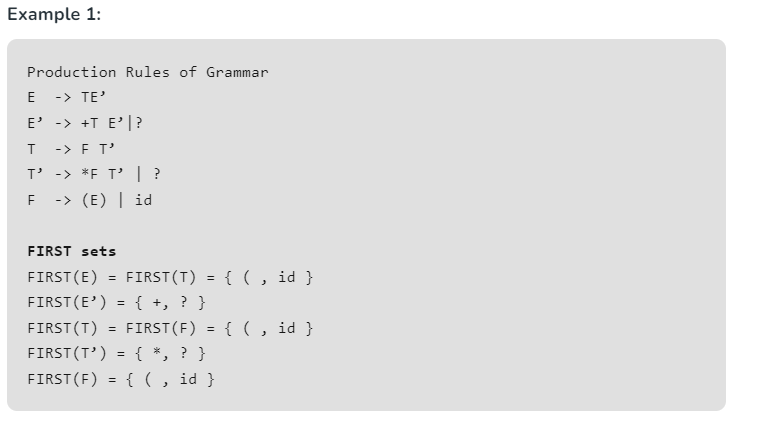 Example 1:
Production Rules of Grammar
E  -> TE’
E’ -> +T E’|?
T  -> F T’
T’ -> *F T’ | ?
F  -> (E) | id
FIRST sets
FIRST(E) = FIRST(T) = { ( , id }
FIRST(E’) = { +, ? }
FIRST(T) = FIRST(F) = { ( , id }
FIRST(T’) = { *, ? }
FIRST(F) = { ( , id }